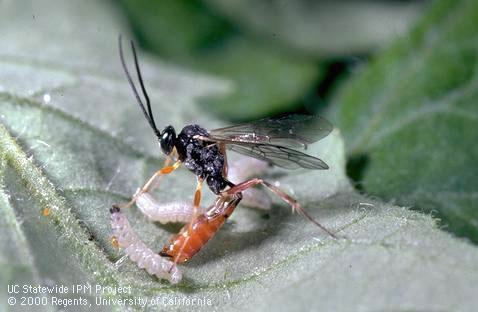 UC Statewide IPM Project
© 2000 Regents, University of California